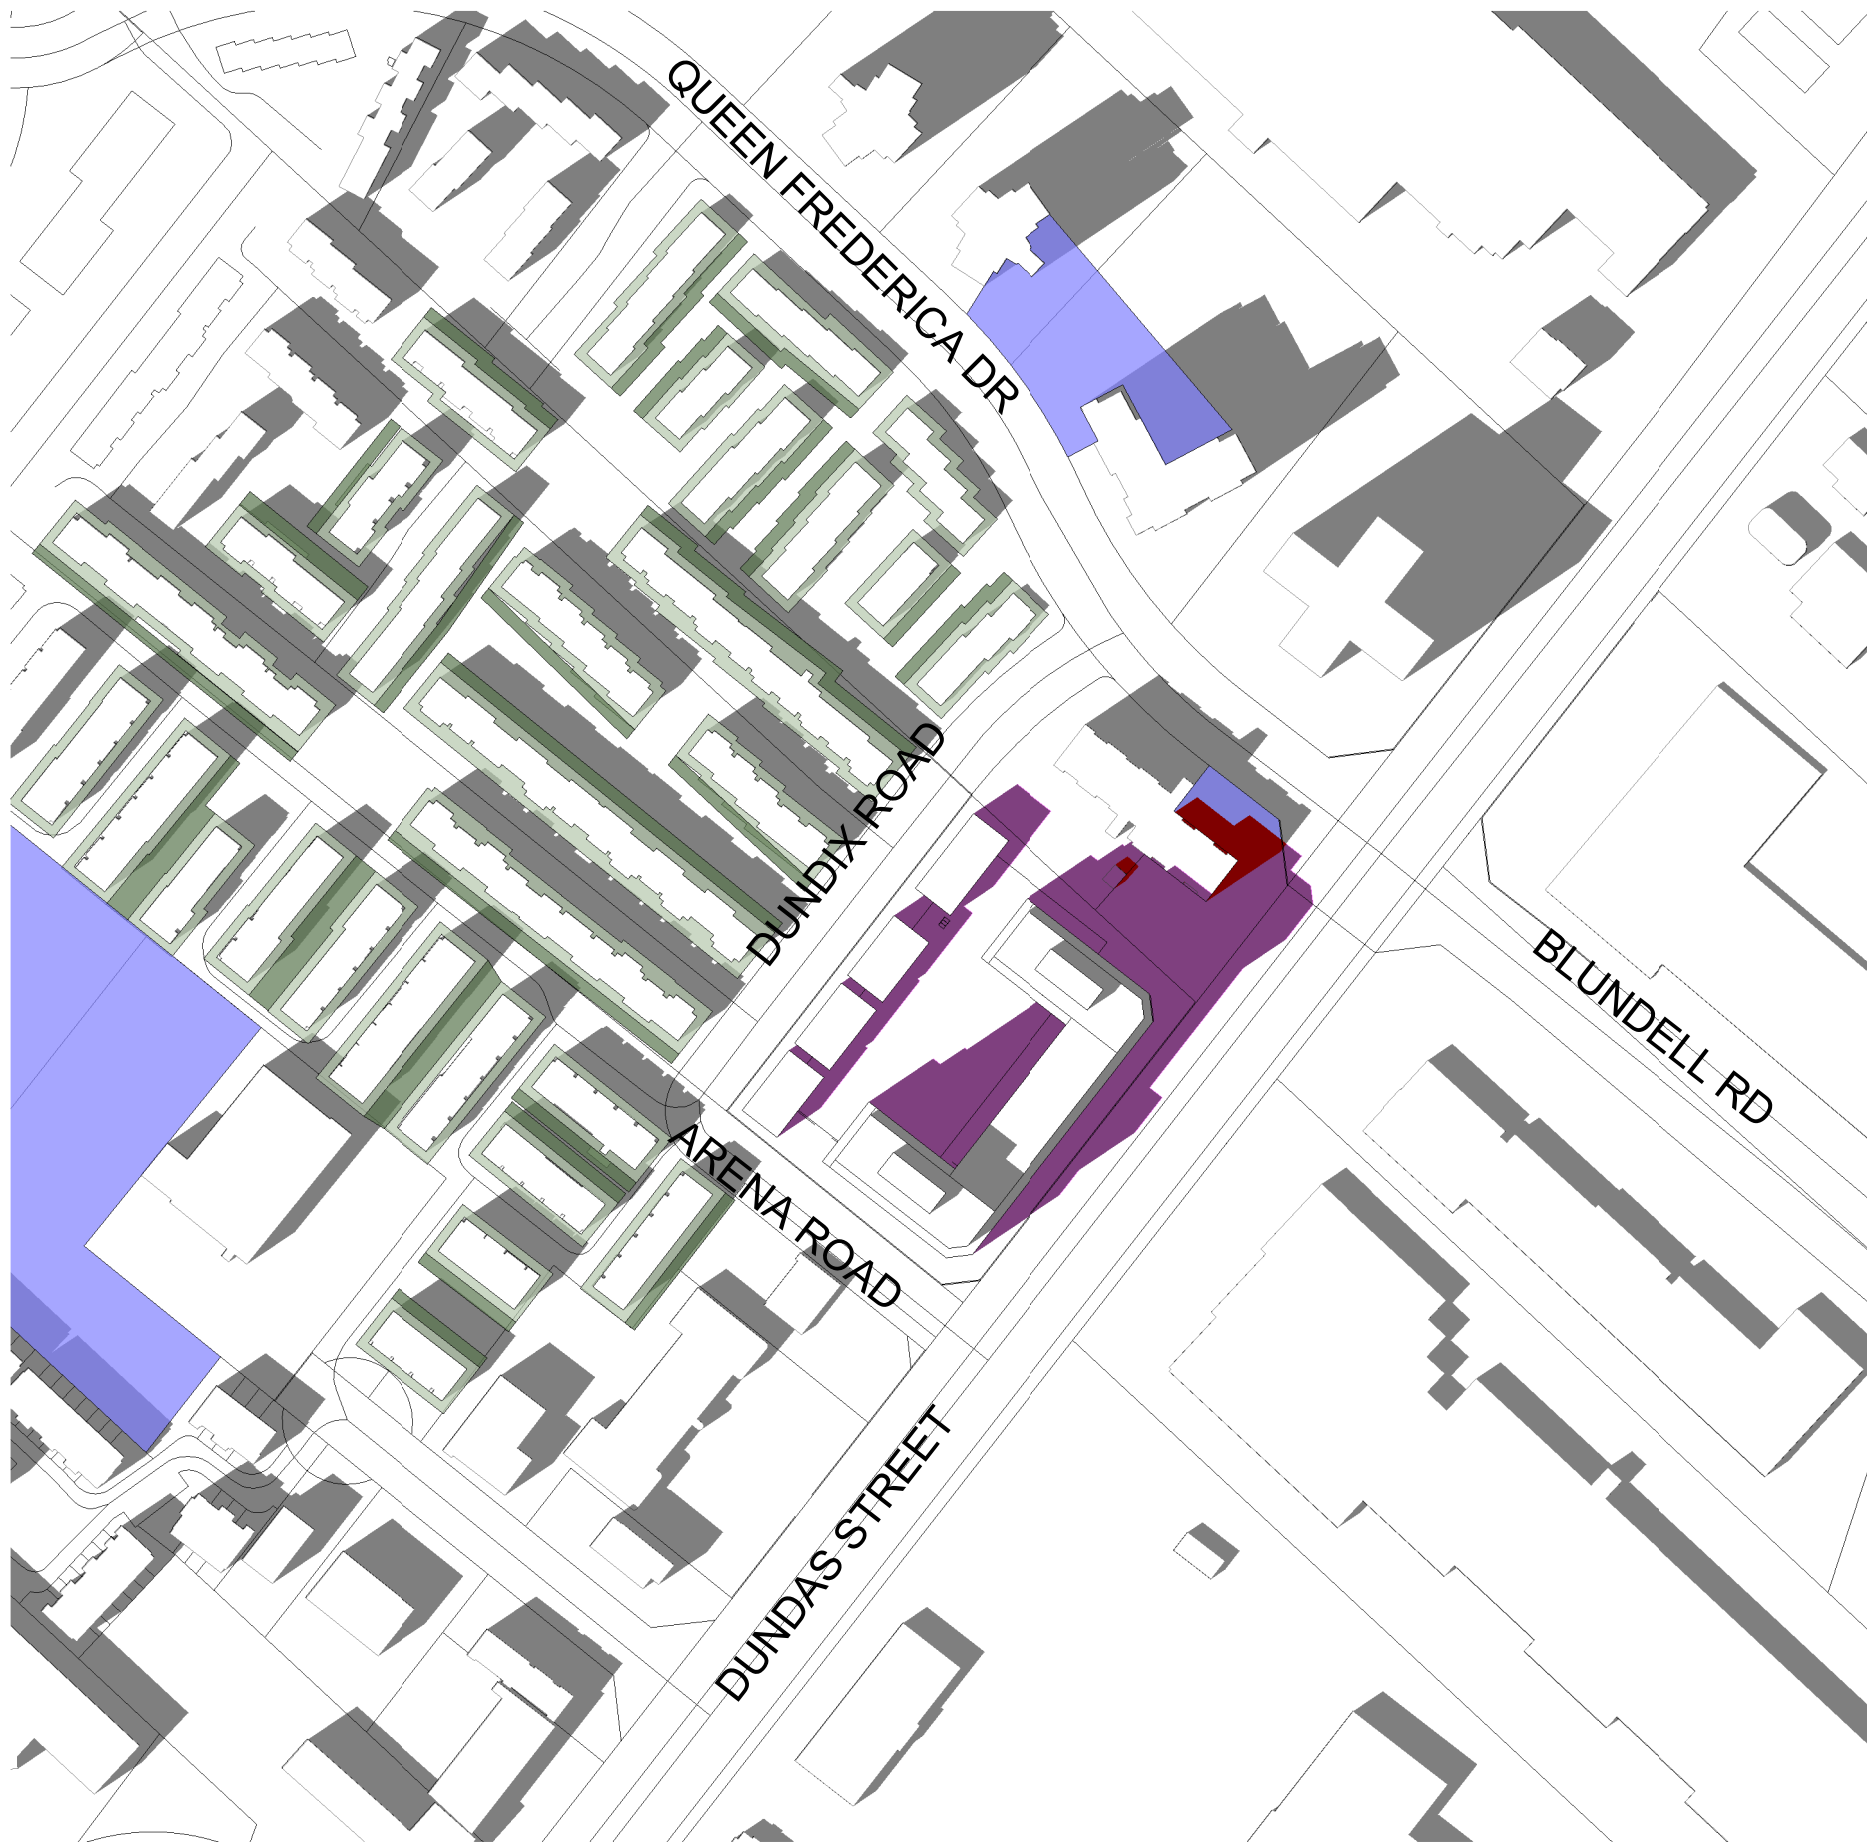 QUEEN FREDERICA DR
DUNDIX ROAD
BLUNDELL RD
ARENA ROAD
DUNDAS STREET